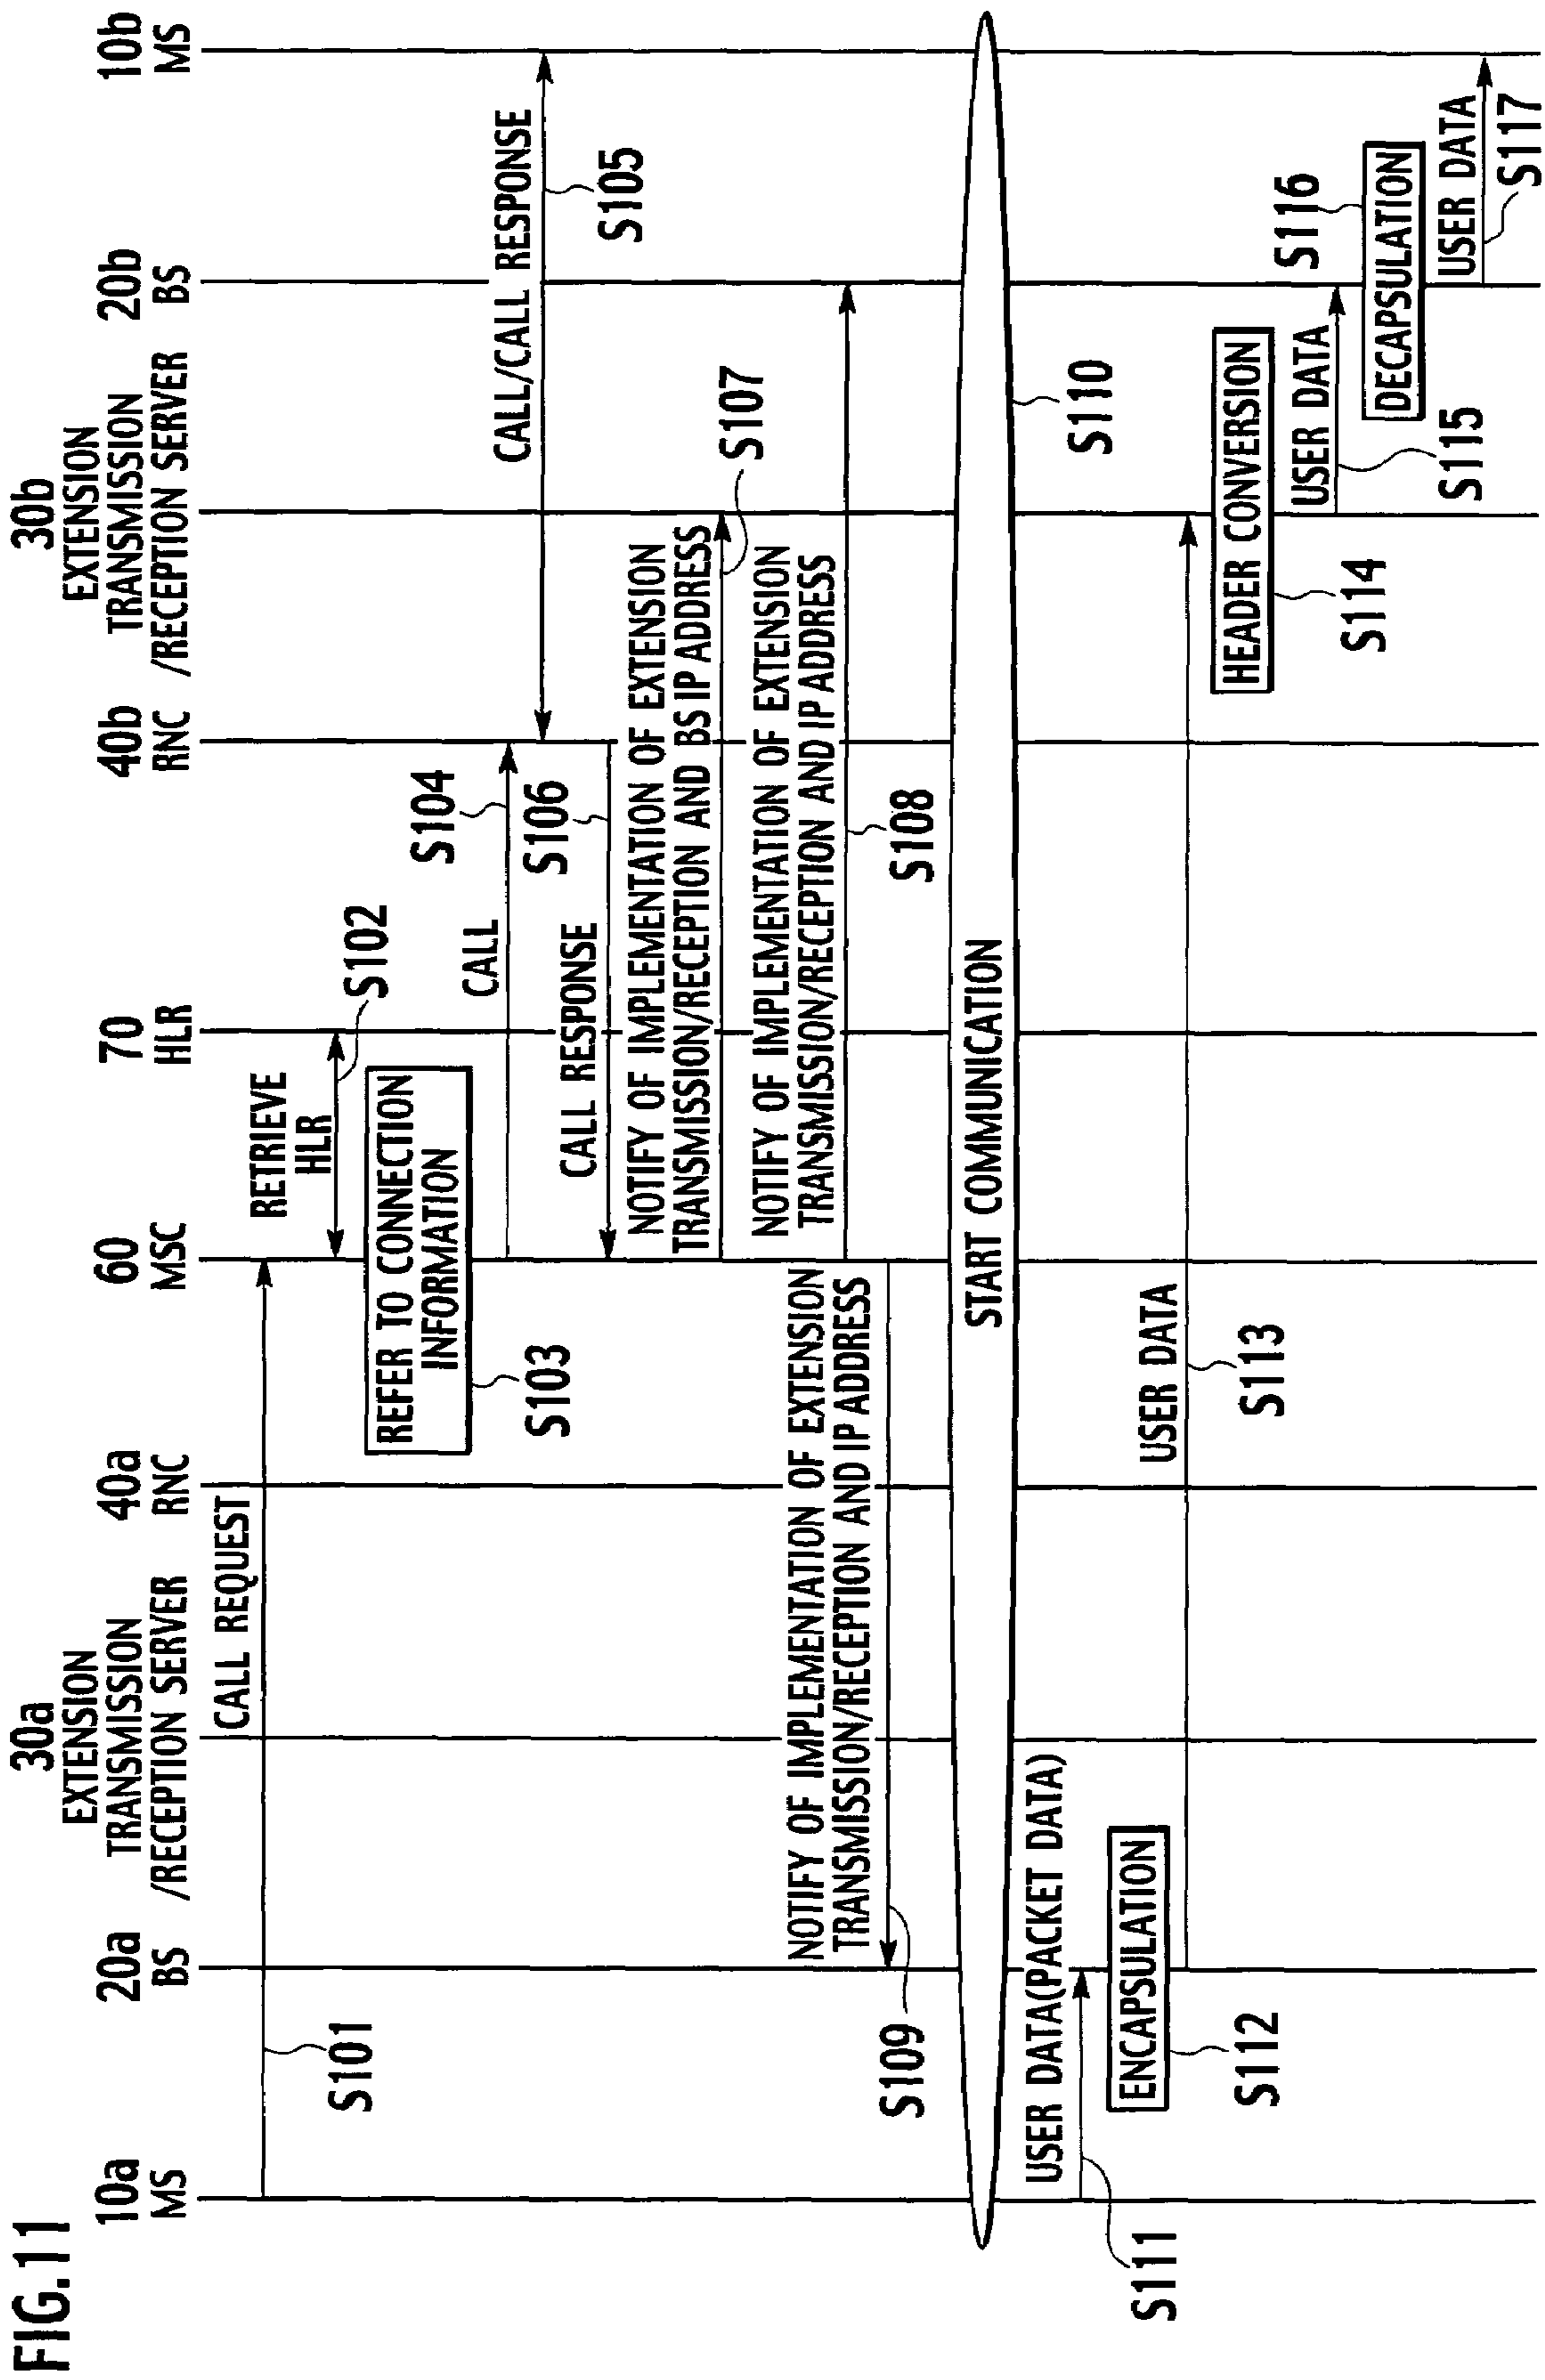 FIG.11
10a
MS
20a
BS
30a
EXTENSION
TRANSMISSION
/RECEPTION SERVER
40a
RNC
60
MSC
70
HLR
40b
RNC
30b
EXTENSION
TRANSMISSION
/RECEPTION SERVER
20b
BS
10b
MS
CALL REQUEST
S101
RETRIEVE
HLR
S102
REFER TO CONNECTION
INFORMATION
S103
CALL
S104
CALL/CALL RESPONSE
S105
CALL RESPONSE
S106
NOTIFY OF IMPLEMENTATION OF EXTENSION
TRANSMISSION/RECEPTION AND BS IP ADDRESS
S107
NOTIFY OF IMPLEMENTATION OF EXTENSION
TRANSMISSION/RECEPTION AND IP ADDRESS
S108
NOTIFY OF IMPLEMENTATION OF EXTENSION
TRANSMISSION/RECEPTION AND IP ADDRESS
S109
START COMMUNICATION
S110
USER DATA(PACKET DATA)
S111
ENCAPSULATION
S112
USER DATA
S113
HEADER CONVERSION
S114
USER DATA
S115
DECAPSULATION
S116
USER DATA
S117